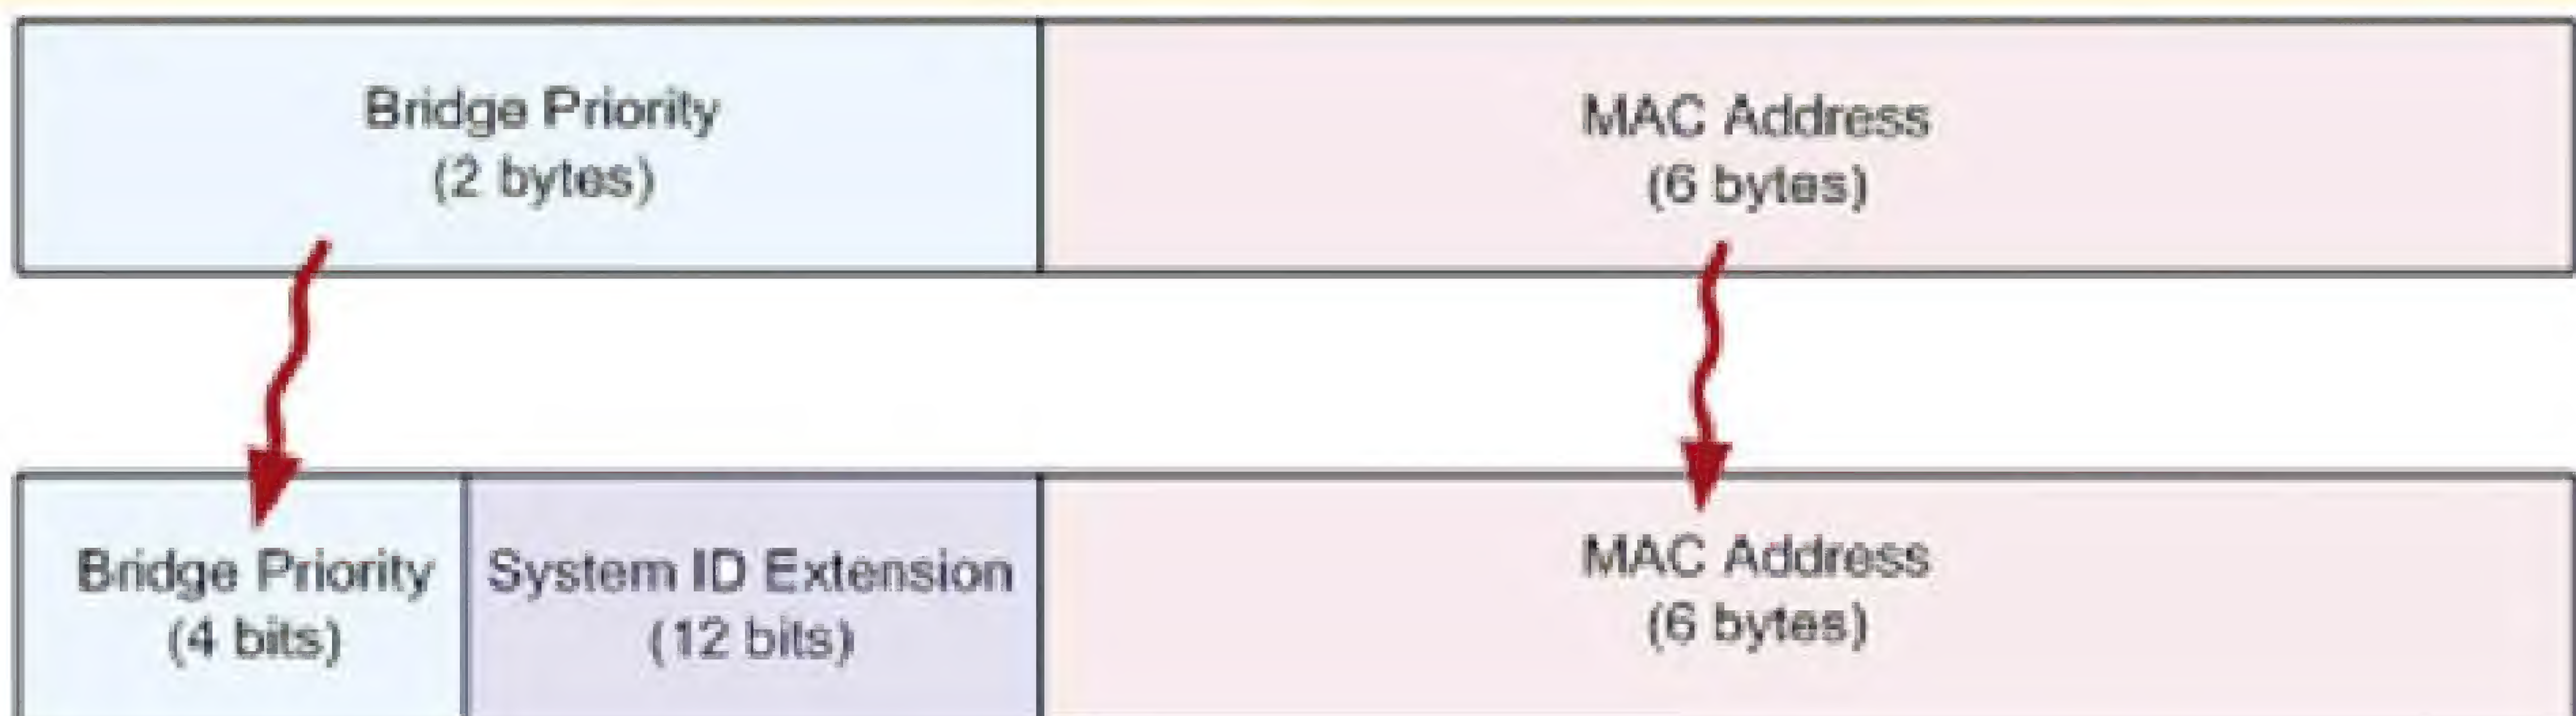 Bridge Priority
(2 bytes)
MAC Address
(6 bytes)
Bridge Priority
(4 bits)
System ID Extension
(12 bits)
MAC Address
(6 bytes)